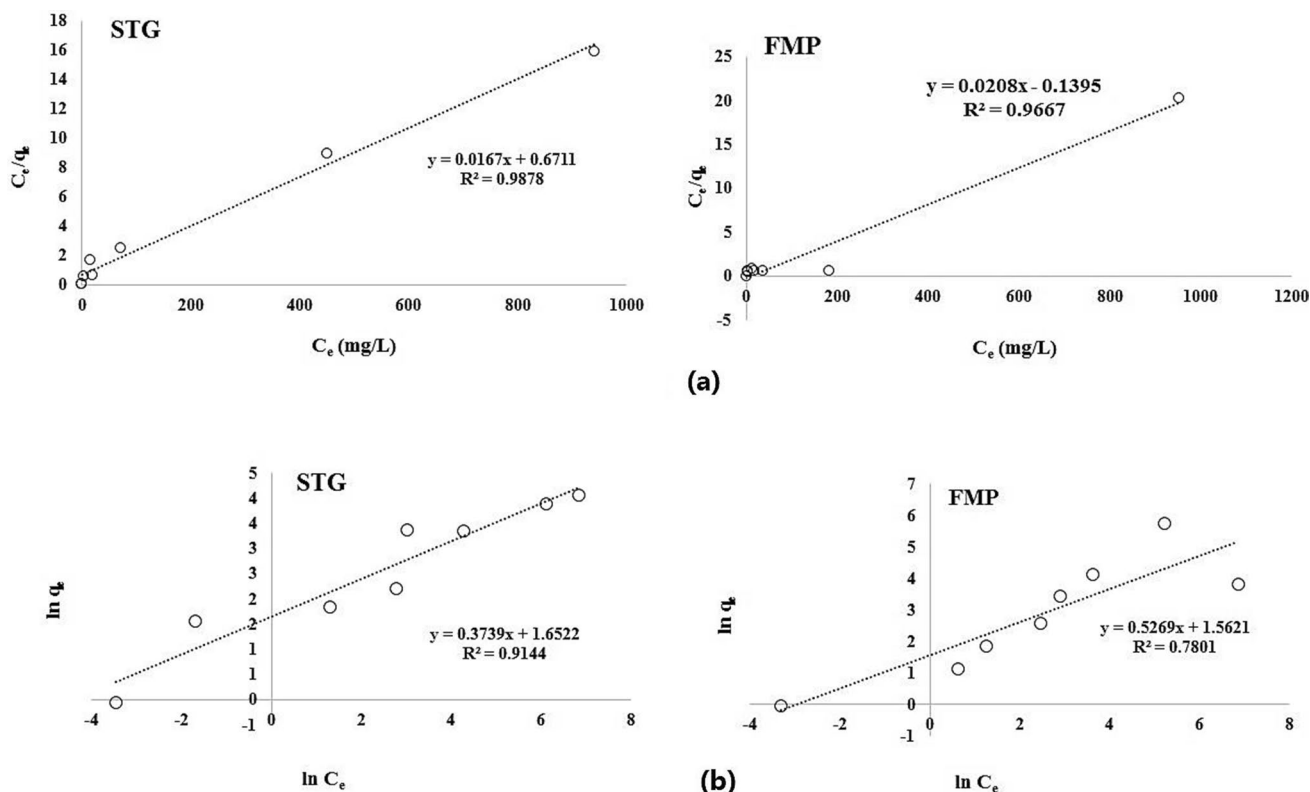 STG
18
16
14
12
10
8
6
4
2
0
Cₑ/qₑ
y = 0.0167x + 0.6711
R² = 0.9878
0 200 400 600 800 1000
Cₑ (mg/L)
FMP
25
20
15
10
5
0
-5
Cₑ/qₑ
y = 0.0208x - 0.1395
R² = 0.9667
0 200 400 600 800 1000 1200
Cₑ (mg/L)
(a)
STG
5
4
4
3
3
2
2
1
1
0
-1
ln qₑ
y = 0.3739x + 1.6522
R² = 0.9144
-4 -2 0 2 4 6 8
ln Cₑ
FMP
7
6
5
4
3
2
1
0
-1
ln qₑ
y = 0.5269x + 1.5621
R² = 0.7801
-4 -2 0 2 4 6 8
ln Cₑ
(b)